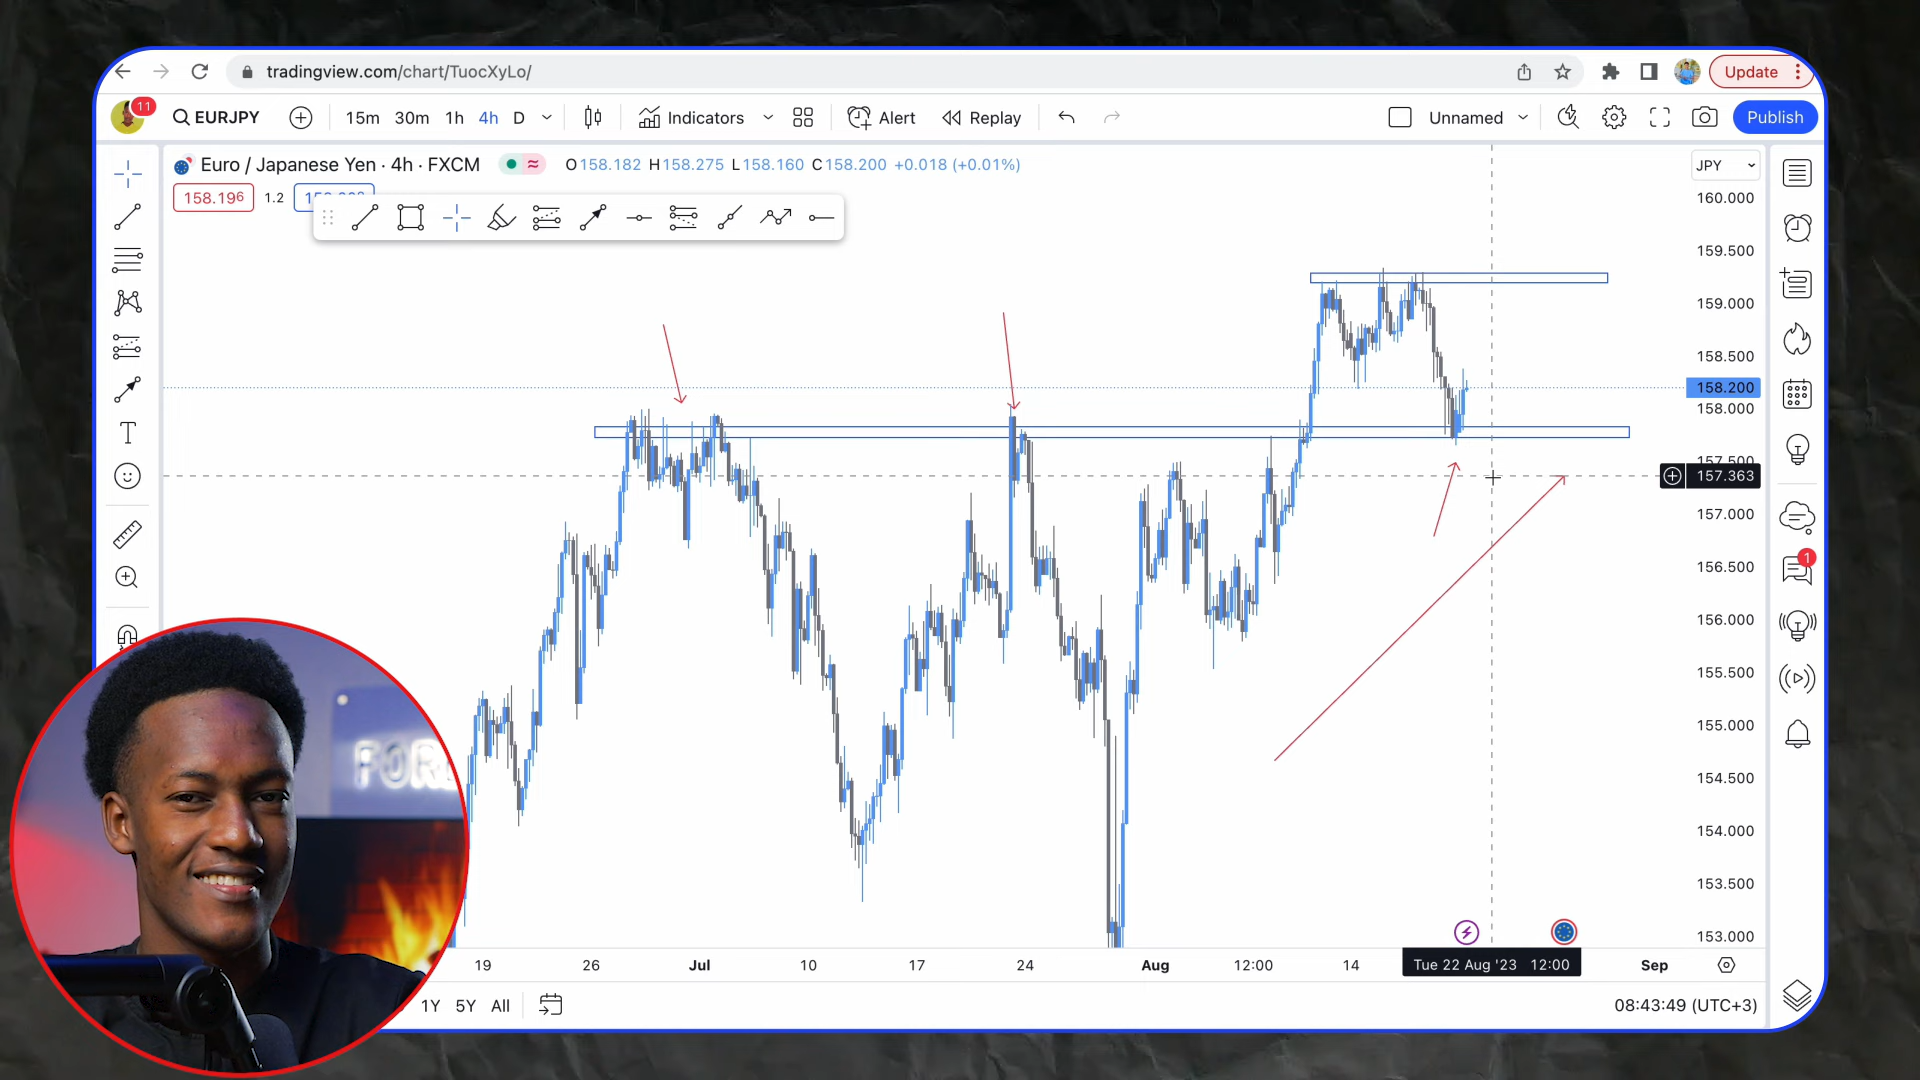 tradingview.com/chart/TuocXyLo/
Update
11
EURJPY
15m 30m 1h 4h D
Indicators
Alert
Replay
Unnamed
Publish
Euro / Japanese Yen · 4h · FXCM
O158.182 H158.275 L158.160 C158.200 +0.018 (+0.01%)
JPY
158.196
1.2
160.000
159.500
159.000
158.500
158.200
158.000
157.500
157.363
157.000
156.500
156.000
155.500
155.000
154.500
154.000
153.500
153.000
1
FOR
19 26 Jul 10 17 24 Aug 12:00 14 Tue 22 Aug '23 12:00 Sep
1Y 5Y All
08:43:49 (UTC+3)